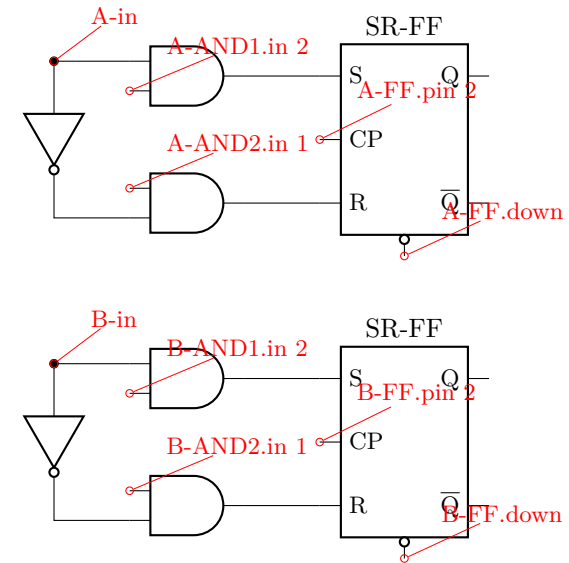 A-in
SR-FF
A-AND1.in 2
S
Q
A-FF.pin 2
CP
A-AND2.in 1
R
Q̅
A-FF.down
B-in
SR-FF
B-AND1.in 2
S
Q
B-FF.pin 2
CP
B-AND2.in 1
R
Q̅
B-FF.down